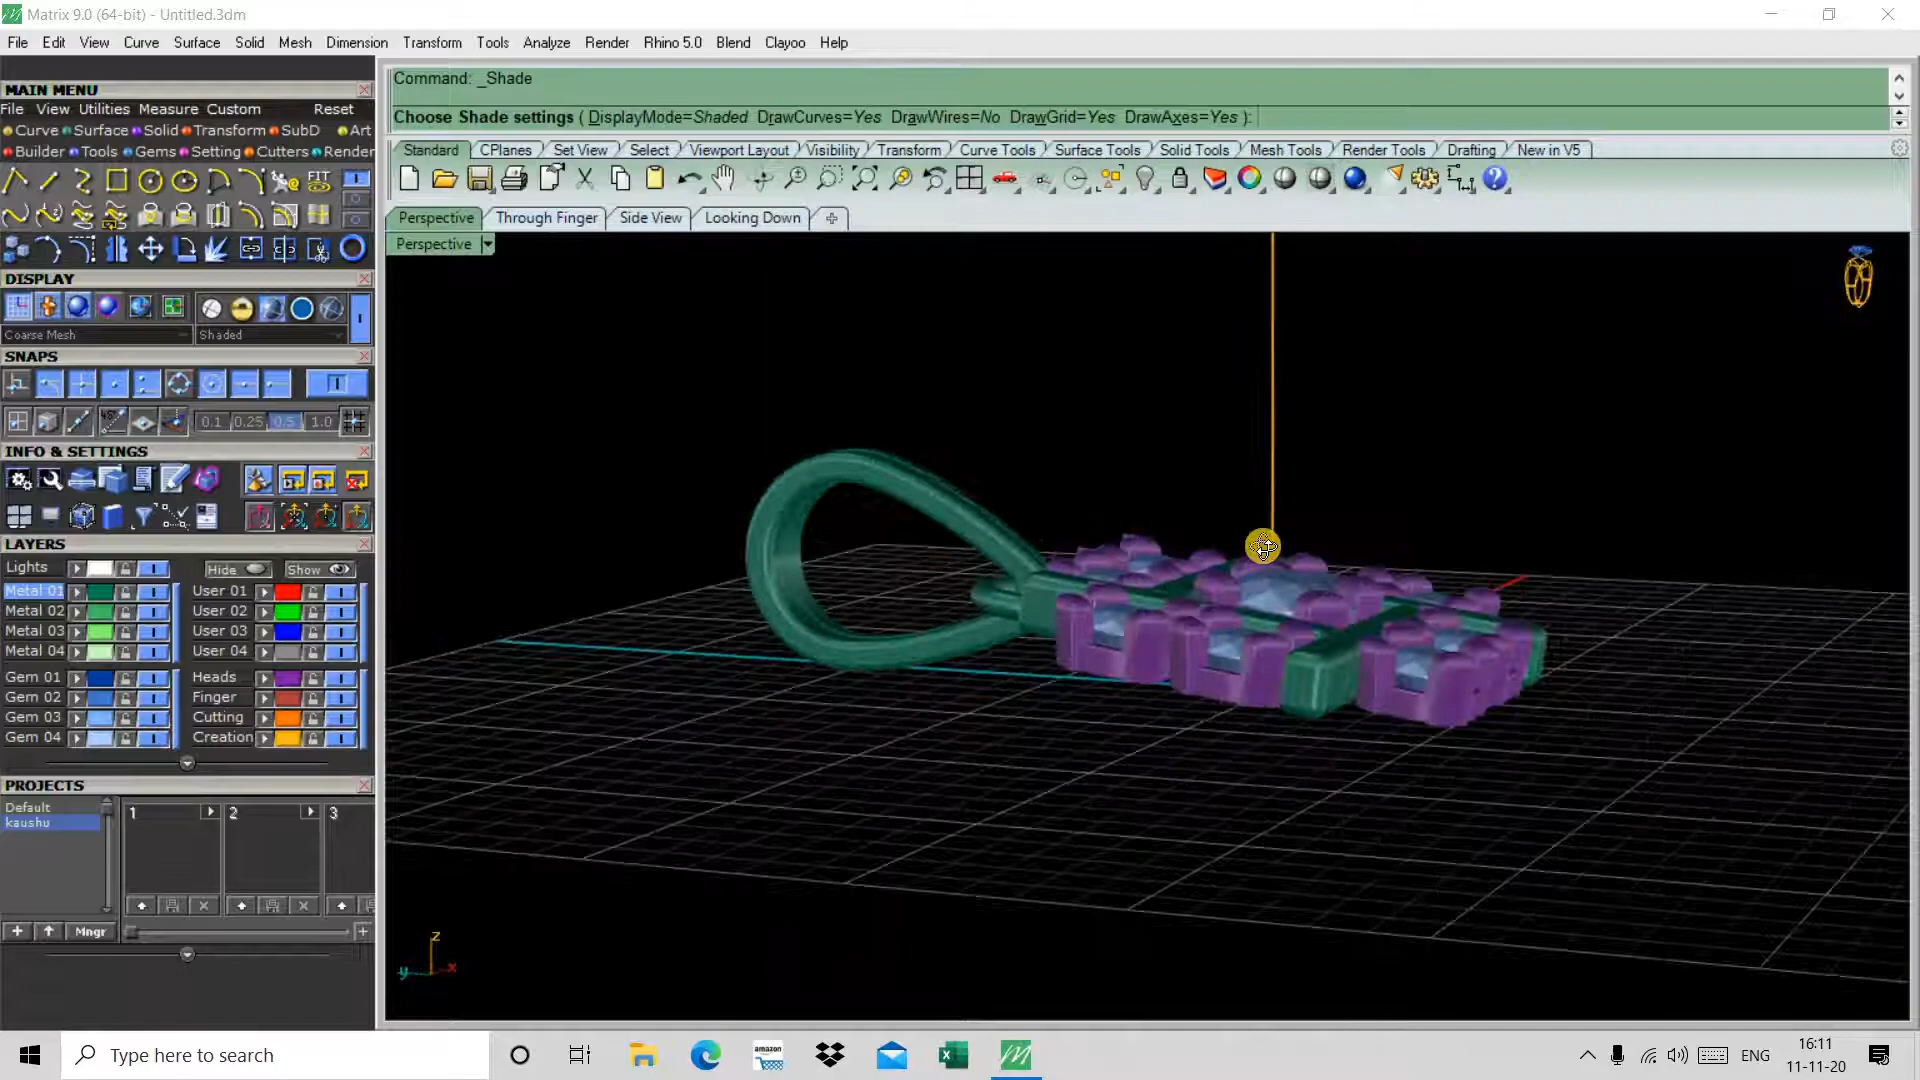 Matrix 9.0 (64-bit) - Untitled.3dm
File Edit View Curve Surface Solid Mesh Dimension Transform Tools Analyze Render Rhino 5.0 Blend Clayoo Help
MAIN MENU
File View Utilities Measure Custom Reset
Curve Surface Solid Transform SubD Art
Builder Tools Gems Setting Cutters Render
FIT
DISPLAY
Coarse Mesh Shaded
SNAPS
0.1 0.25 0.5 1.0
INFO & SETTINGS
LAYERS
Lights Hide Show
Metal 01 User 01
Metal 02 User 02
Metal 03 User 03
Metal 04 User 04
Gem 01 Heads
Gem 02 Finger
Gem 03 Cutting
Gem 04 Creation
PROJECTS
Default
kaushu
1 2 3
Mngr
Command: _Shade
Choose Shade settings ( DisplayMode=Shaded DrawCurves=Yes DrawWires=No DrawGrid=Yes DrawAxes=Yes ):
Standard CPlanes Set View Select Viewport Layout Visibility Transform Curve Tools Surface Tools Solid Tools Mesh Tools Render Tools Drafting New in V5
Perspective Through Finger Side View Looking Down
Perspective
z
y x
Type here to search
amazon
ENG
16:11
11-11-20